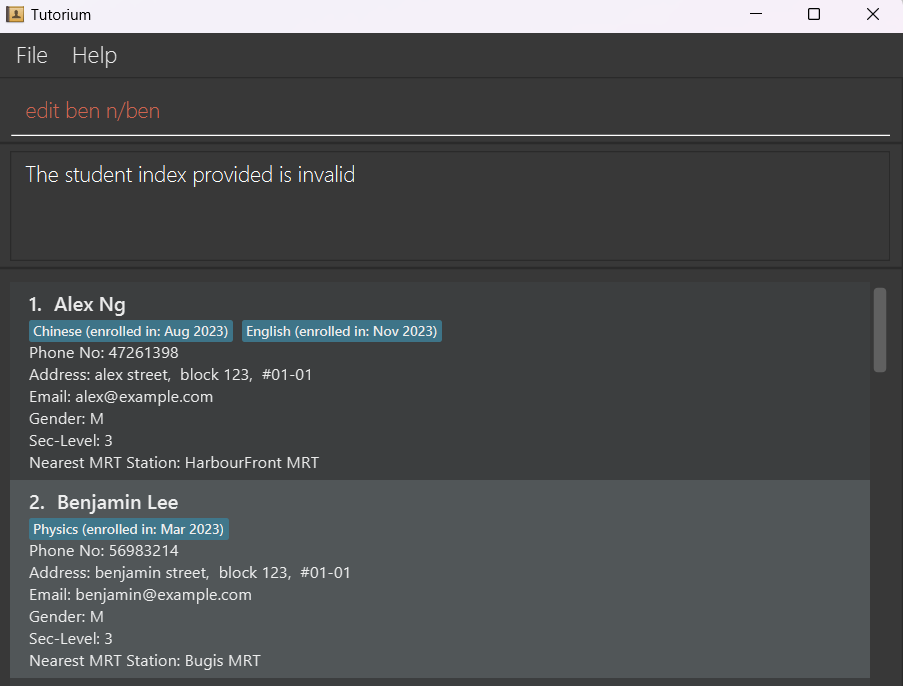 Tutorium
File Help
edit ben n/ben
The student index provided is invalid
1. Alex Ng
Chinese (enrolled in: Aug 2023) English (enrolled in: Nov 2023)
Phone No: 47261398
Address: alex street, block 123, #01-01
Email: alex@example.com
Gender: M
Sec-Level: 3
Nearest MRT Station: HarbourFront MRT
2. Benjamin Lee
Physics (enrolled in: Mar 2023)
Phone No: 56983214
Address: benjamin street, block 123, #01-01
Email: benjamin@example.com
Gender: M
Sec-Level: 3
Nearest MRT Station: Bugis MRT